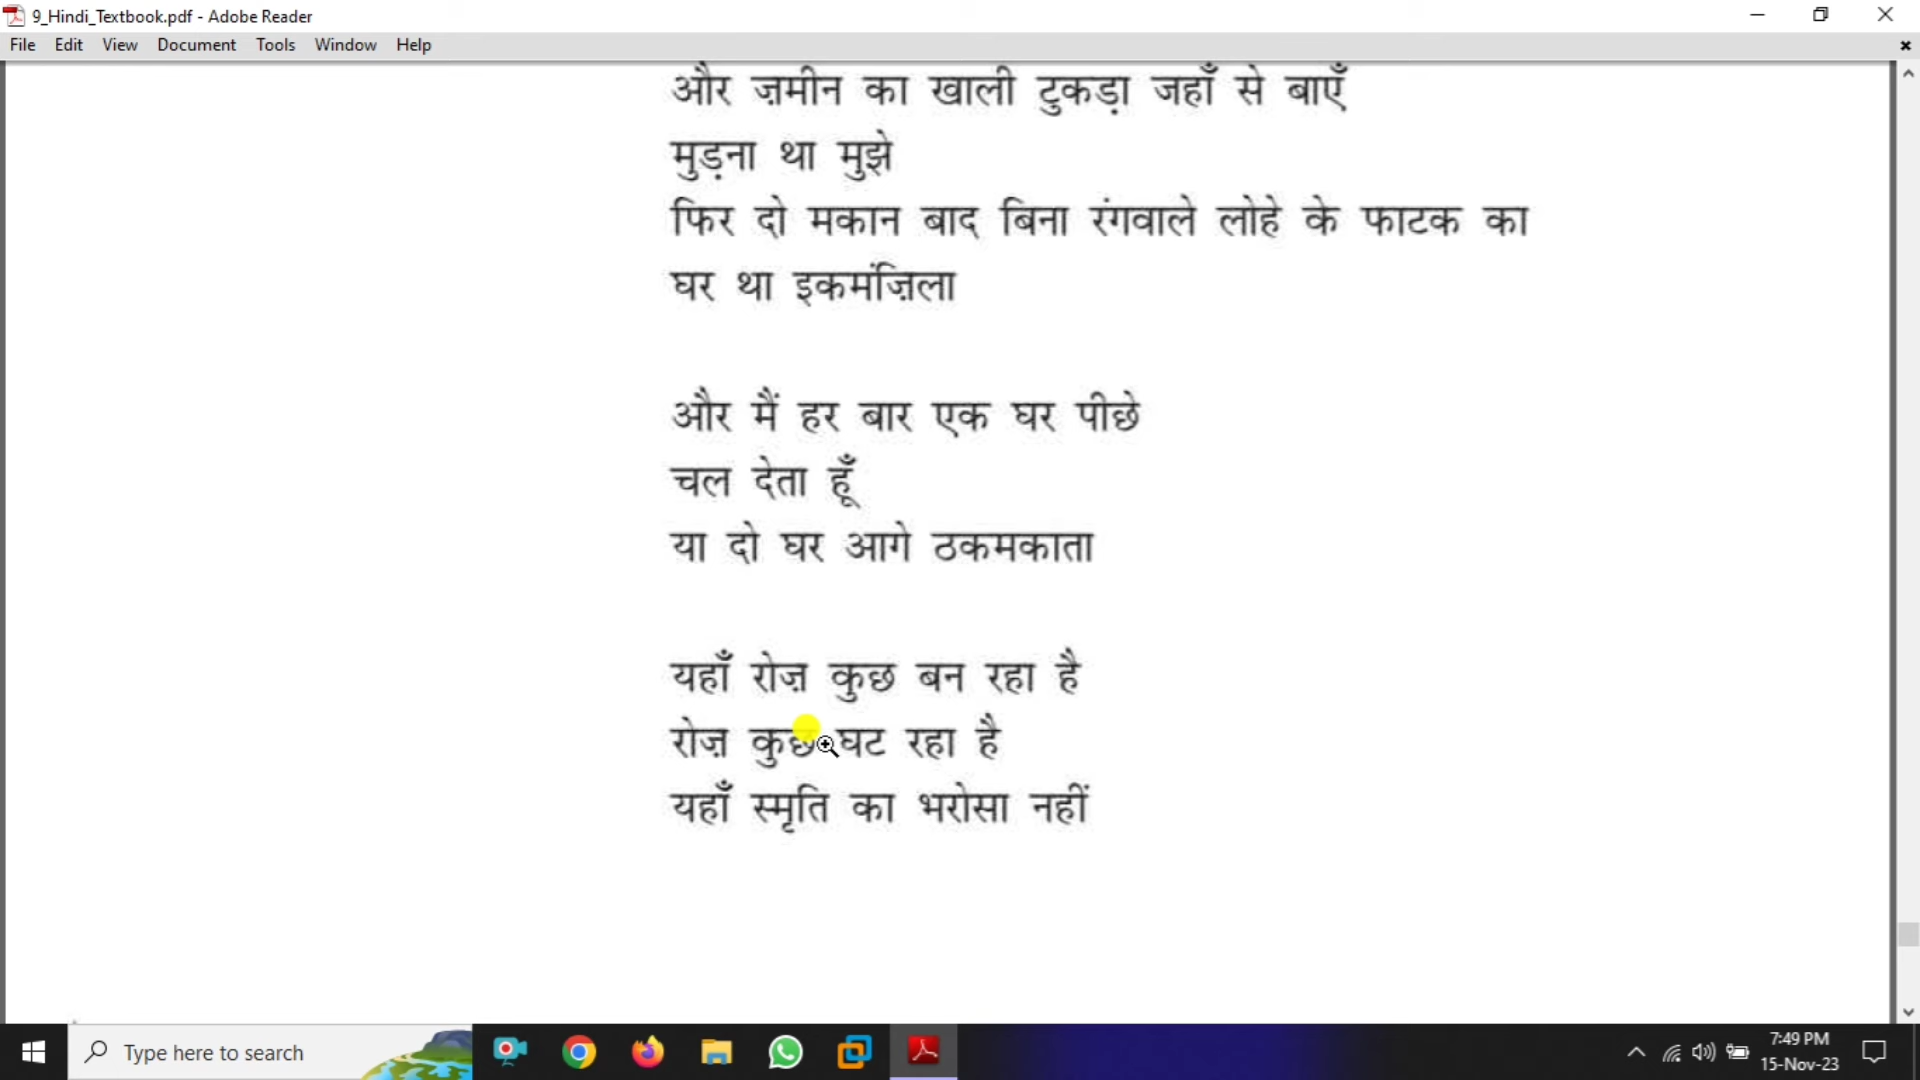 9_Hindi_Textbook.pdf - Adobe Reader
File Edit View Document Tools Window Help
और ज़मीन का खाली टुकड़ा जहाँ से बाएँ
मुड़ना था मुझे
फिर दो मकान बाद बिना रंगवाले लोहे के फाटक का
घर था इकमंज़िला
और मैं हर बार एक घर पीछे
चल देता हूँ
या दो घर आगे ठकमकाता
यहाँ रोज़ कुछ बन रहा है
रोज़ कुछ घट रहा है
यहाँ स्मृति का भरोसा नहीं
Type here to search
7:49 PM
15-Nov-23